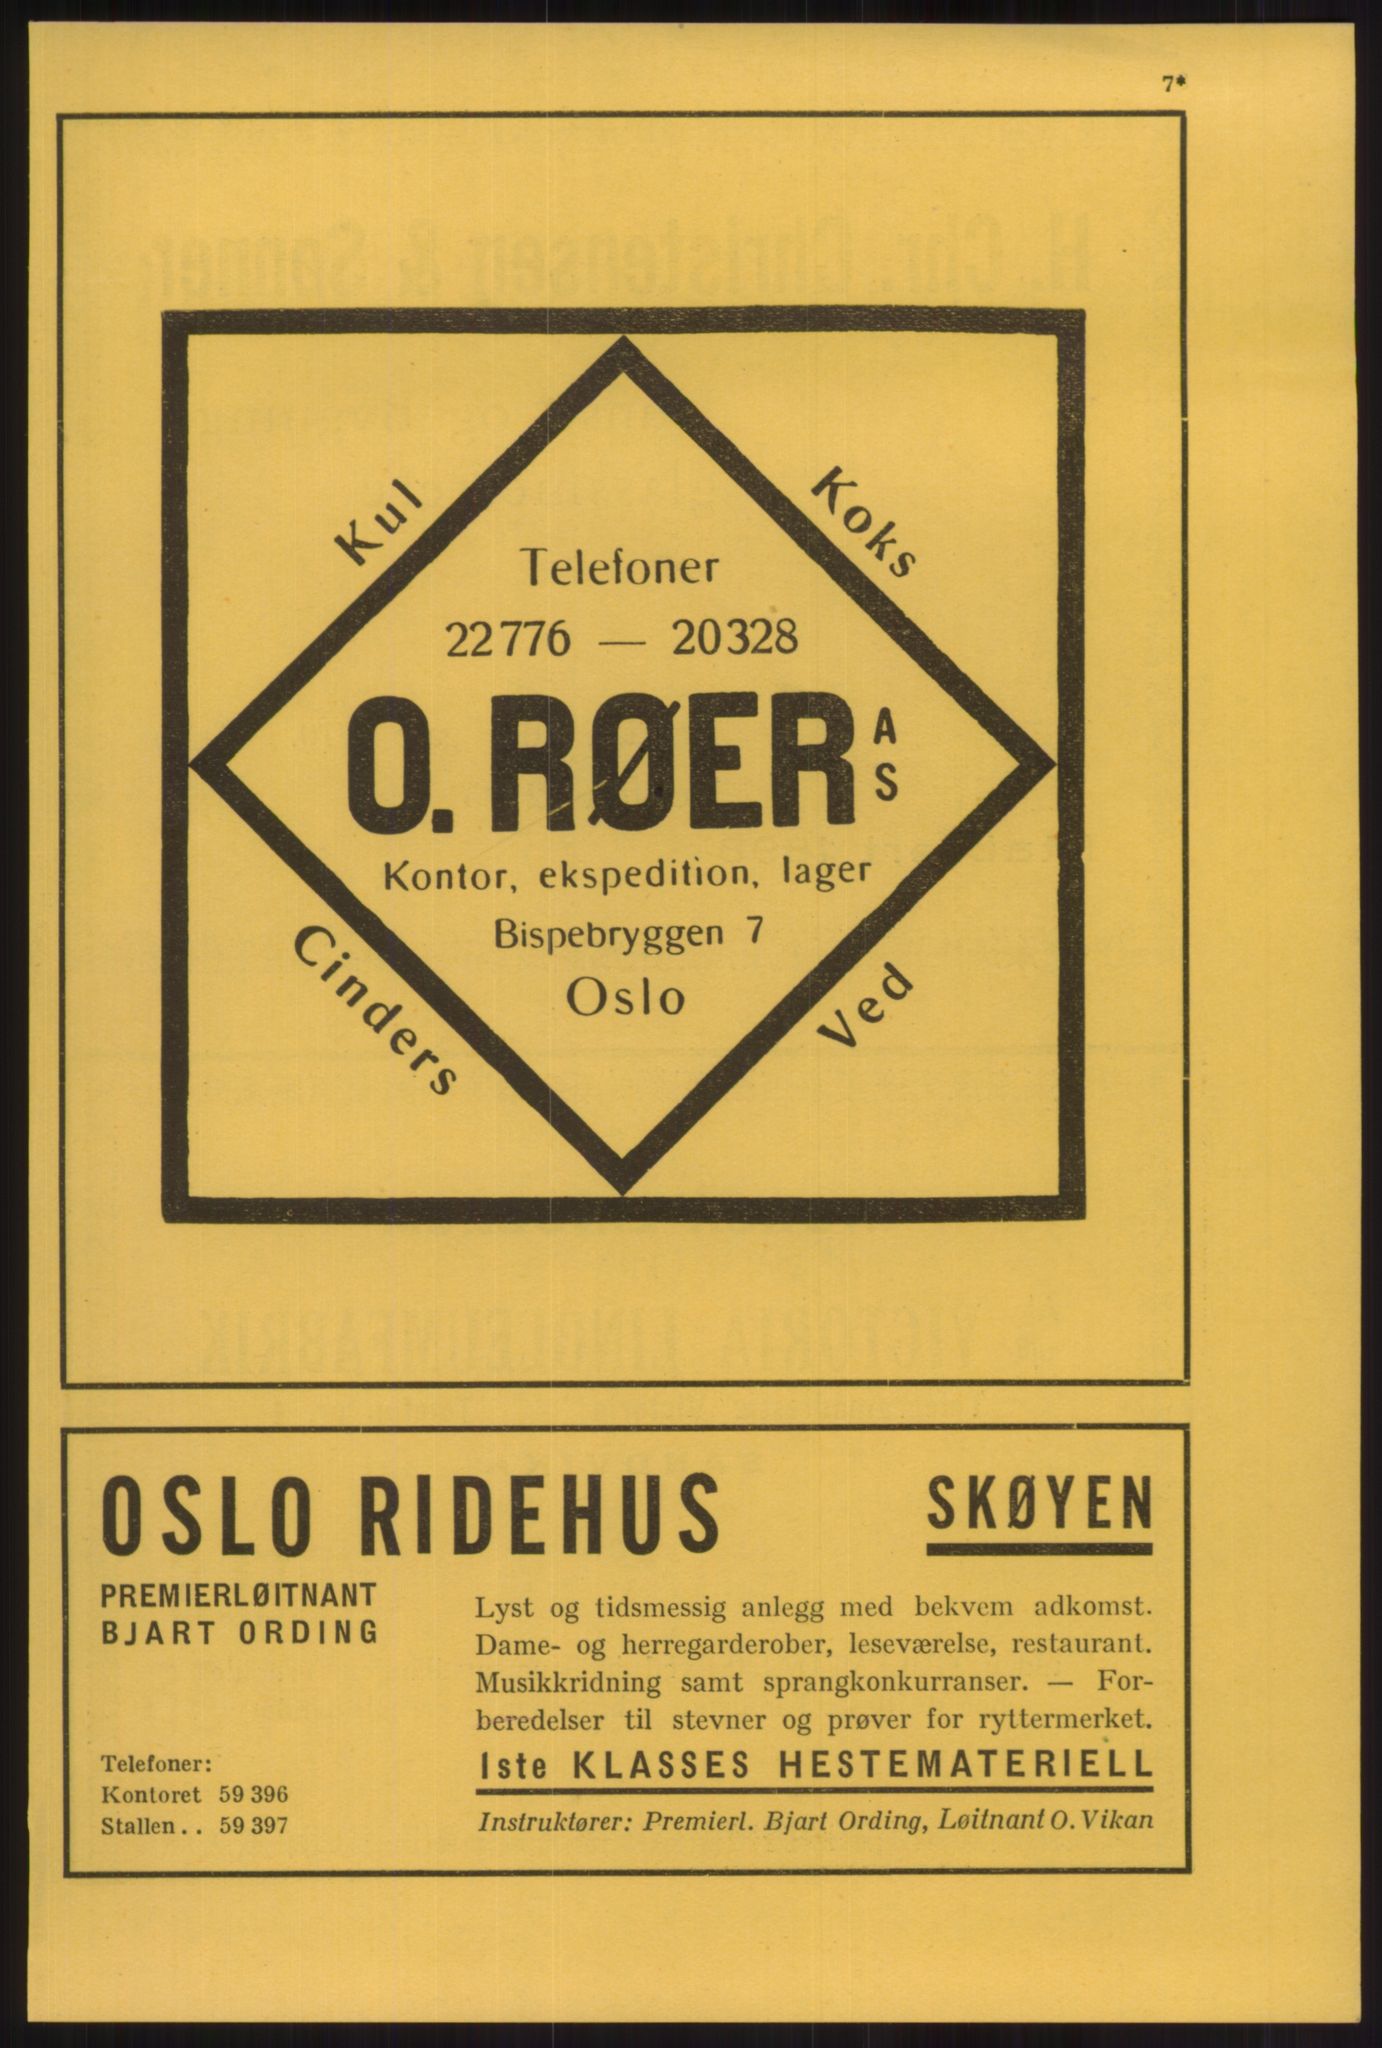 7*
Kul
Koks
Telefoner
22776 — 20328
O. RØER A/S
Kontor, ekspedition, lager
Bispebryggen 7
Oslo
Cinders
Ved
OSLO RIDEHUS
SKØYEN
PREMIERLØITNANT
BJART ORDING
Lyst og tidsmessig anlegg med bekvem adkomst.
Dame- og herregarderober, leseværelse, restaurant.
Musikkridning samt sprangkonkurranser. — For-
beredelser til stevner og prøver for ryttermerket.
1ste KLASSES HESTEMATERIELL
Instruktører: Premierl. Bjart Ording, Løitnant O. Vikan
Telefoner:
Kontoret 59 396
Stallen . . 59 397